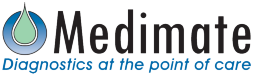 Medimate
Diagnostics at the point of care